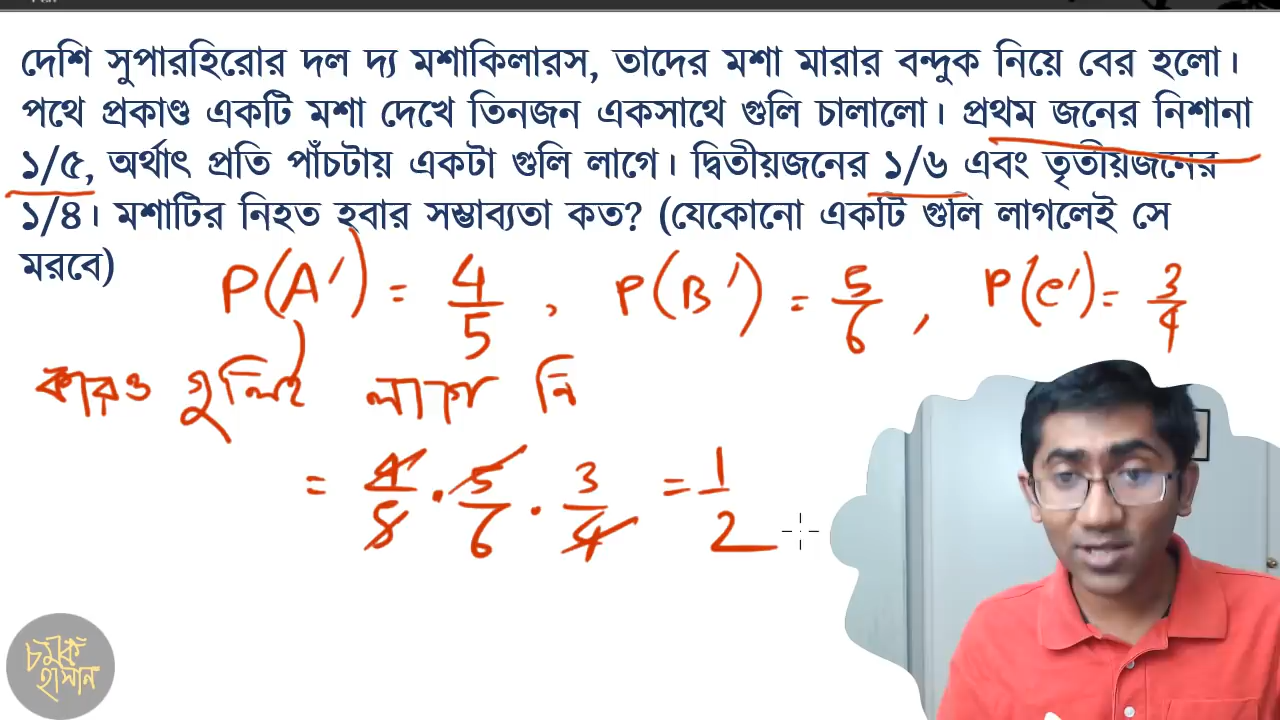 দেশি সুপারহিরোর দল দ্য মশাকিলারস, তাদের মশা মারার বন্দুক নিয়ে বের হলো।
পথে প্রকাণ্ড একটি মশা দেখে তিনজন একসাথে গুলি চালালো। প্রথম জনের নিশানা
১/৫, অর্থাৎ প্রতি পাঁচটায় একটা গুলি লাগে। দ্বিতীয়জনের ১/৬ এবং তৃতীয়জনের
১/৪। মশাটির নিহত হবার সম্ভাব্যতা কত? (যেকোনো একটি গুলি লাগলেই সে
মরবে)
P(A') = 4/5, P(B') = 5/6, P(C') = 3/4
কারও গুলিই লাগে নি
= 4/5 · 5/6 · 3/4 = 1/2
চমক
হাসান